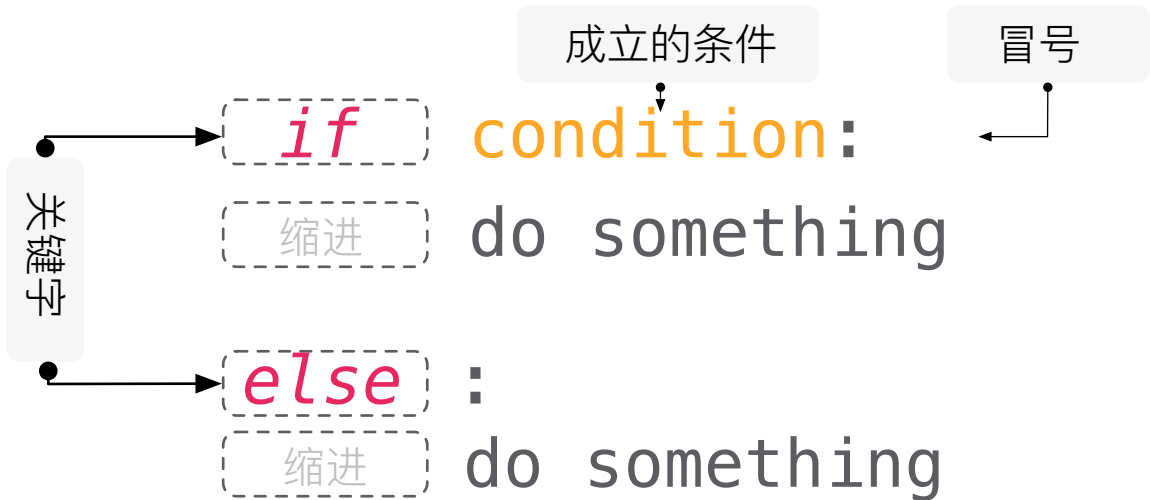 成立的条件
冒号
if condition:
关键字
缩进 do something
else :
缩进 do something